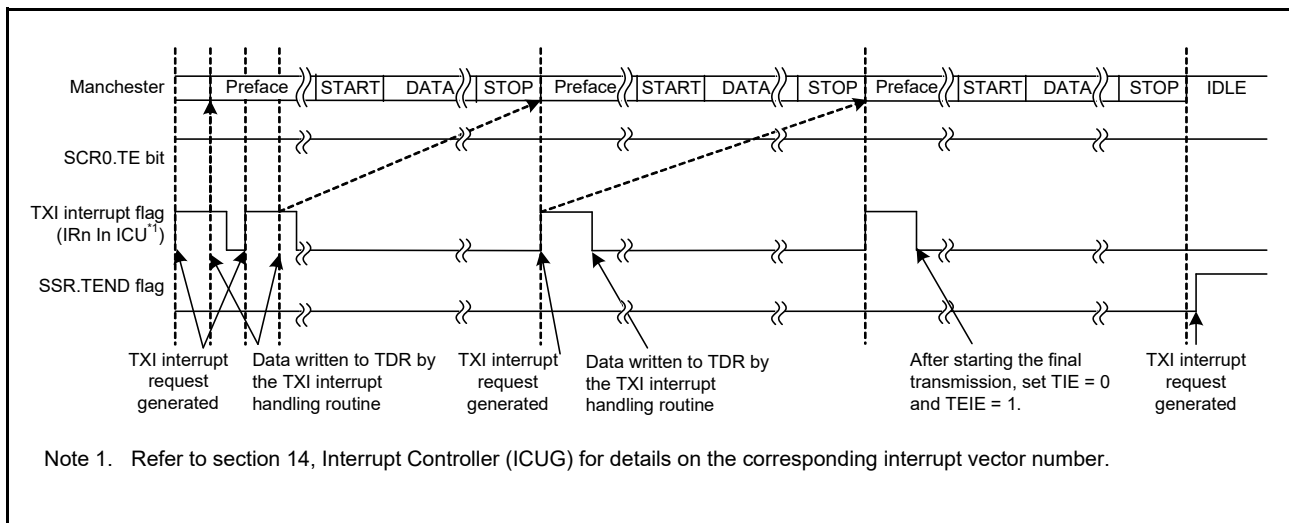 Manchester Preface START DATA STOP Preface START DATA STOP Preface START DATA STOP IDLE
SCR0.TE bit
TXI interrupt flag
(IRn In ICU*1)
SSR.TEND flag
TXI interrupt
request
generated
Data written to TDR by
the TXI interrupt
handling routine
TXI interrupt
request
generated
Data written to TDR by
the TXI interrupt
handling routine
After starting the final
transmission, set TIE = 0
and TEIE = 1.
TXI interrupt
request
generated
Note 1. Refer to section 14, Interrupt Controller (ICUG) for details on the corresponding interrupt vector number.